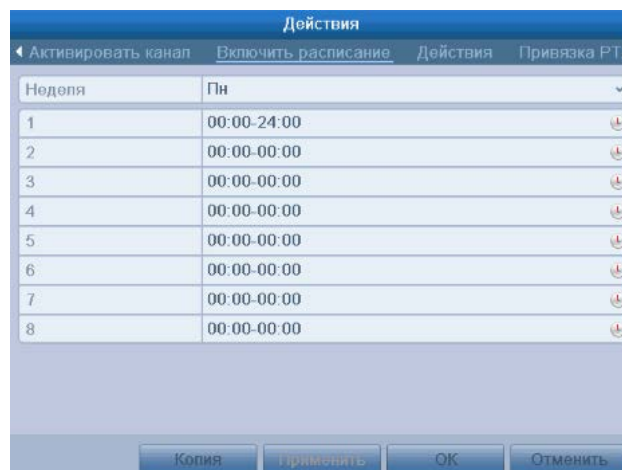 Действия
Активировать канал Включить расписание Действия Привязка PT
Неделя Пн
1 00:00-24:00
2 00:00-00:00
3 00:00-00:00
4 00:00-00:00
5 00:00-00:00
6 00:00-00:00
7 00:00-00:00
8 00:00-00:00
Копия Применить OK Отменить